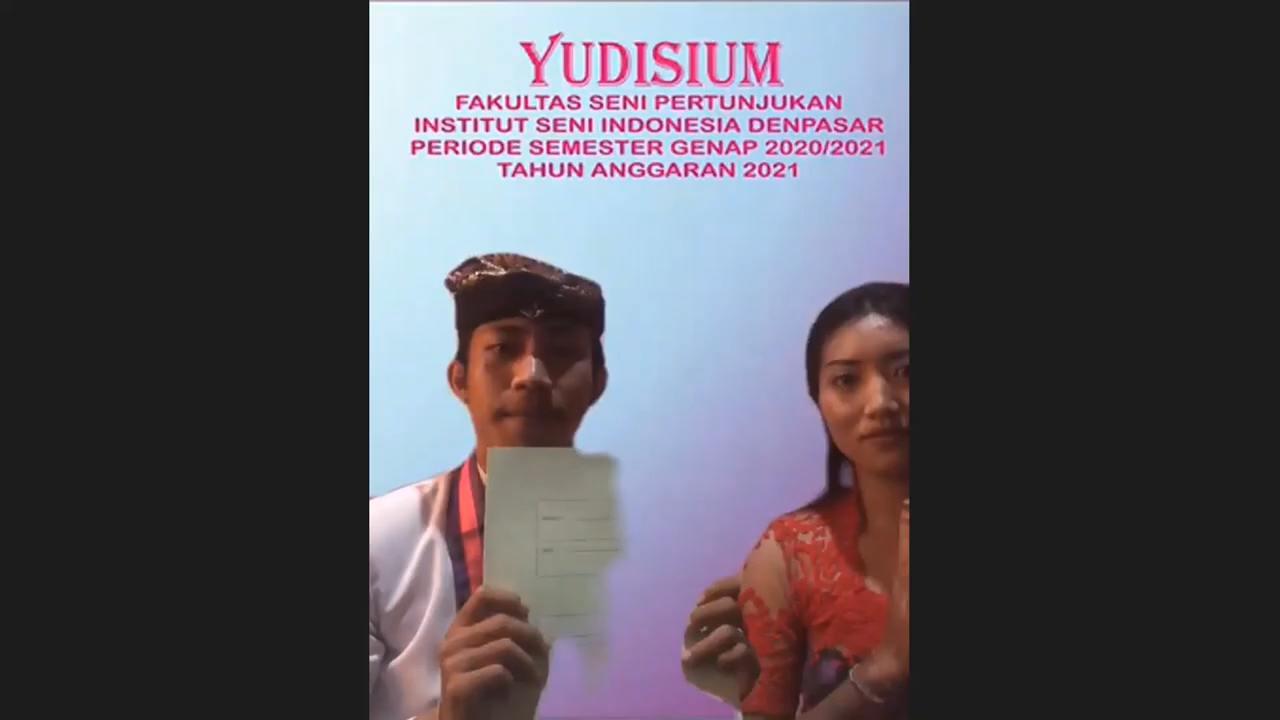 YUDISIUM
FAKULTAS SENI PERTUNJUKAN
INSTITUT SENI INDONESIA DENPASAR
PERIODE SEMESTER GENAP 2020/2021
TAHUN ANGGARAN 2021